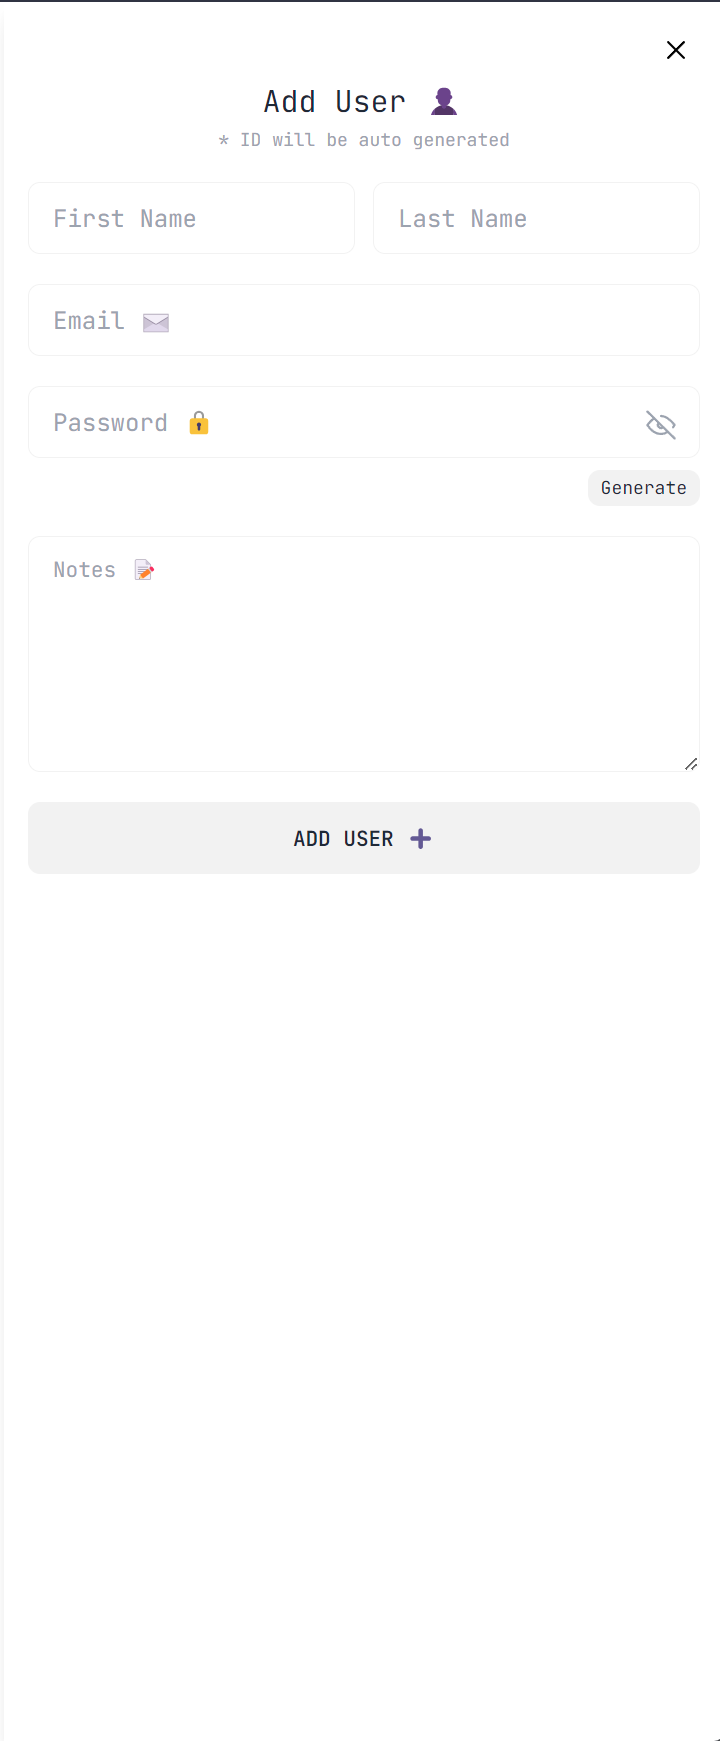 Add User 👤
* ID will be auto generated
First Name
Last Name
Email ✉️
Password 🔒
Generate
Notes 📝
ADD USER ➕